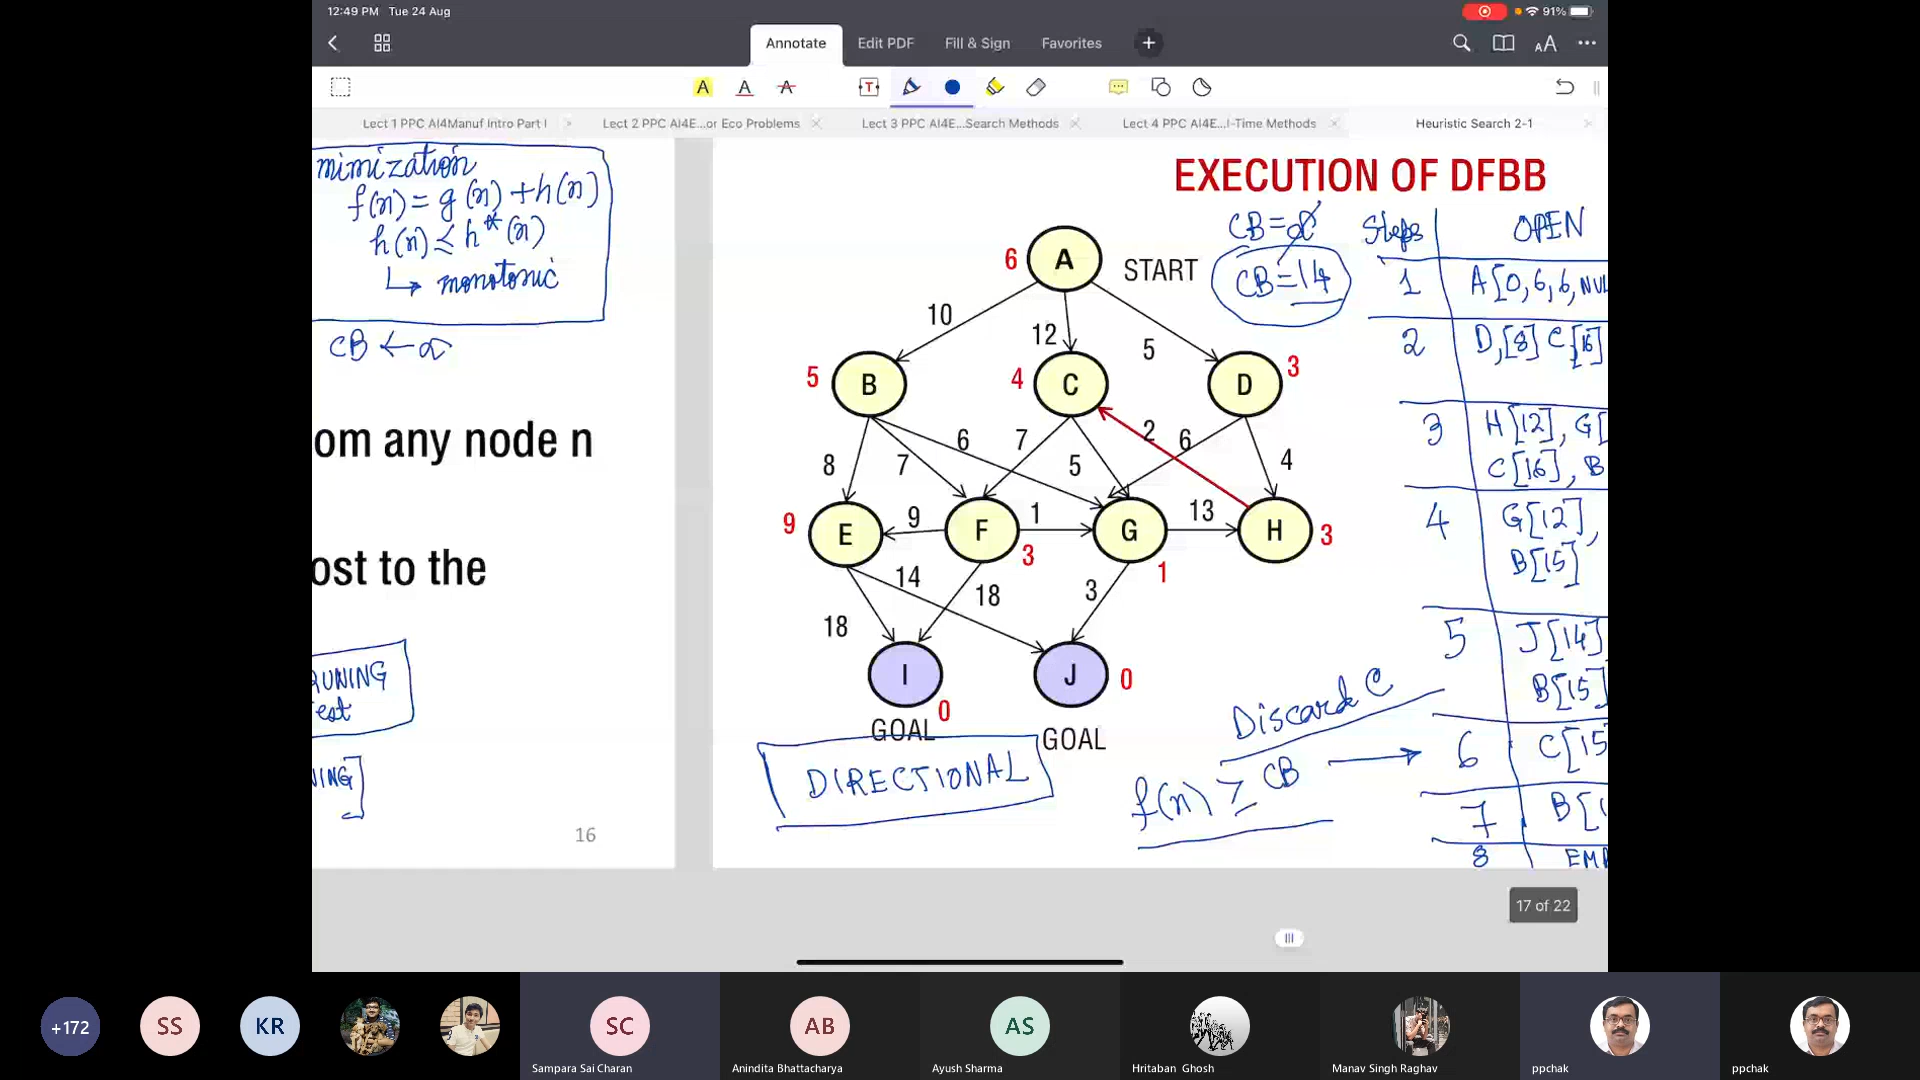 12:49 PM Tue 24 Aug
91%
Annotate
Edit PDF
Fill & Sign
Favorites
Lect 1 PPC AI4Manuf Intro Part I
Lect 2 PPC AI4E...or Eco Problems
Lect 3 PPC AI4E...Search Methods
Lect 4 PPC AI4E...l-Time Methods
Heuristic Search 2-1
mimization
f(n) = g(n) + h(n)
h(n) ≤ h*(n)
↳ monotonic
CB ← α
om any node n
ost to the
RUNING
est
NING]
16
EXECUTION OF DFBB
CB = α
CB = 14
START
6 A
10 12 5
5 B 4 C D 3
6 7 2 6
8 7 5 4
9 E 9 F 1 G 13 H 3
3 1
14 18 3
18
I J 0
0
GOAL GOAL
DIRECTIONAL
Discard C
f(n) ≥ CB
Steps OPEN
1 A[0,6,6,NUL
2 D,[8] C[16]
3 H[12], G[
C[16], B
4 G[12],
B[15]
5 J[14]
B[15]
6 C[15
7 B[1
8 EMP
17 of 22
+172
SS
KR
SC
AB
AS
Sampara Sai Charan
Anindita Bhattacharya
Ayush Sharma
Hritaban Ghosh
Manav Singh Raghav
ppchak
ppchak